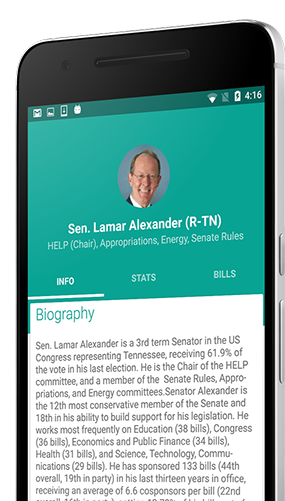 4:16
Sen. Lamar Alexander (R-TN)
HELP (Chair), Appropriations, Energy, Senate Rules
INFO STATS BILLS
Biography
Sen. Lamar Alexander is a 3rd term Senator in the US
Congress representing Tennessee, receiving 61.9% of
the vote in his last election. He is the Chair of the HELP
committee, and a member of the Senate Rules, Appro-
priations, and Energy committees.Senator Alexander is
the 12th most conservative member of the Senate and
18th in his ability to build support for his legislation. He
works most frequently on Education (38 bills), Congress
(36 bills), Economics and Public Finance (34 bills),
Health (31 bills), and Science, Technology, Commu-
nications (29 bills). He has sponsored 133 bills (44th
overall, 19th in party) in his last thirteen years in office,
receiving an average of 6.6 cosponsors per bill (22nd